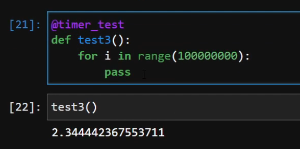 [21]: @timer_test
def test3():
    for i in range(100000000):
        pass
[22]: test3()
2.344442367553711